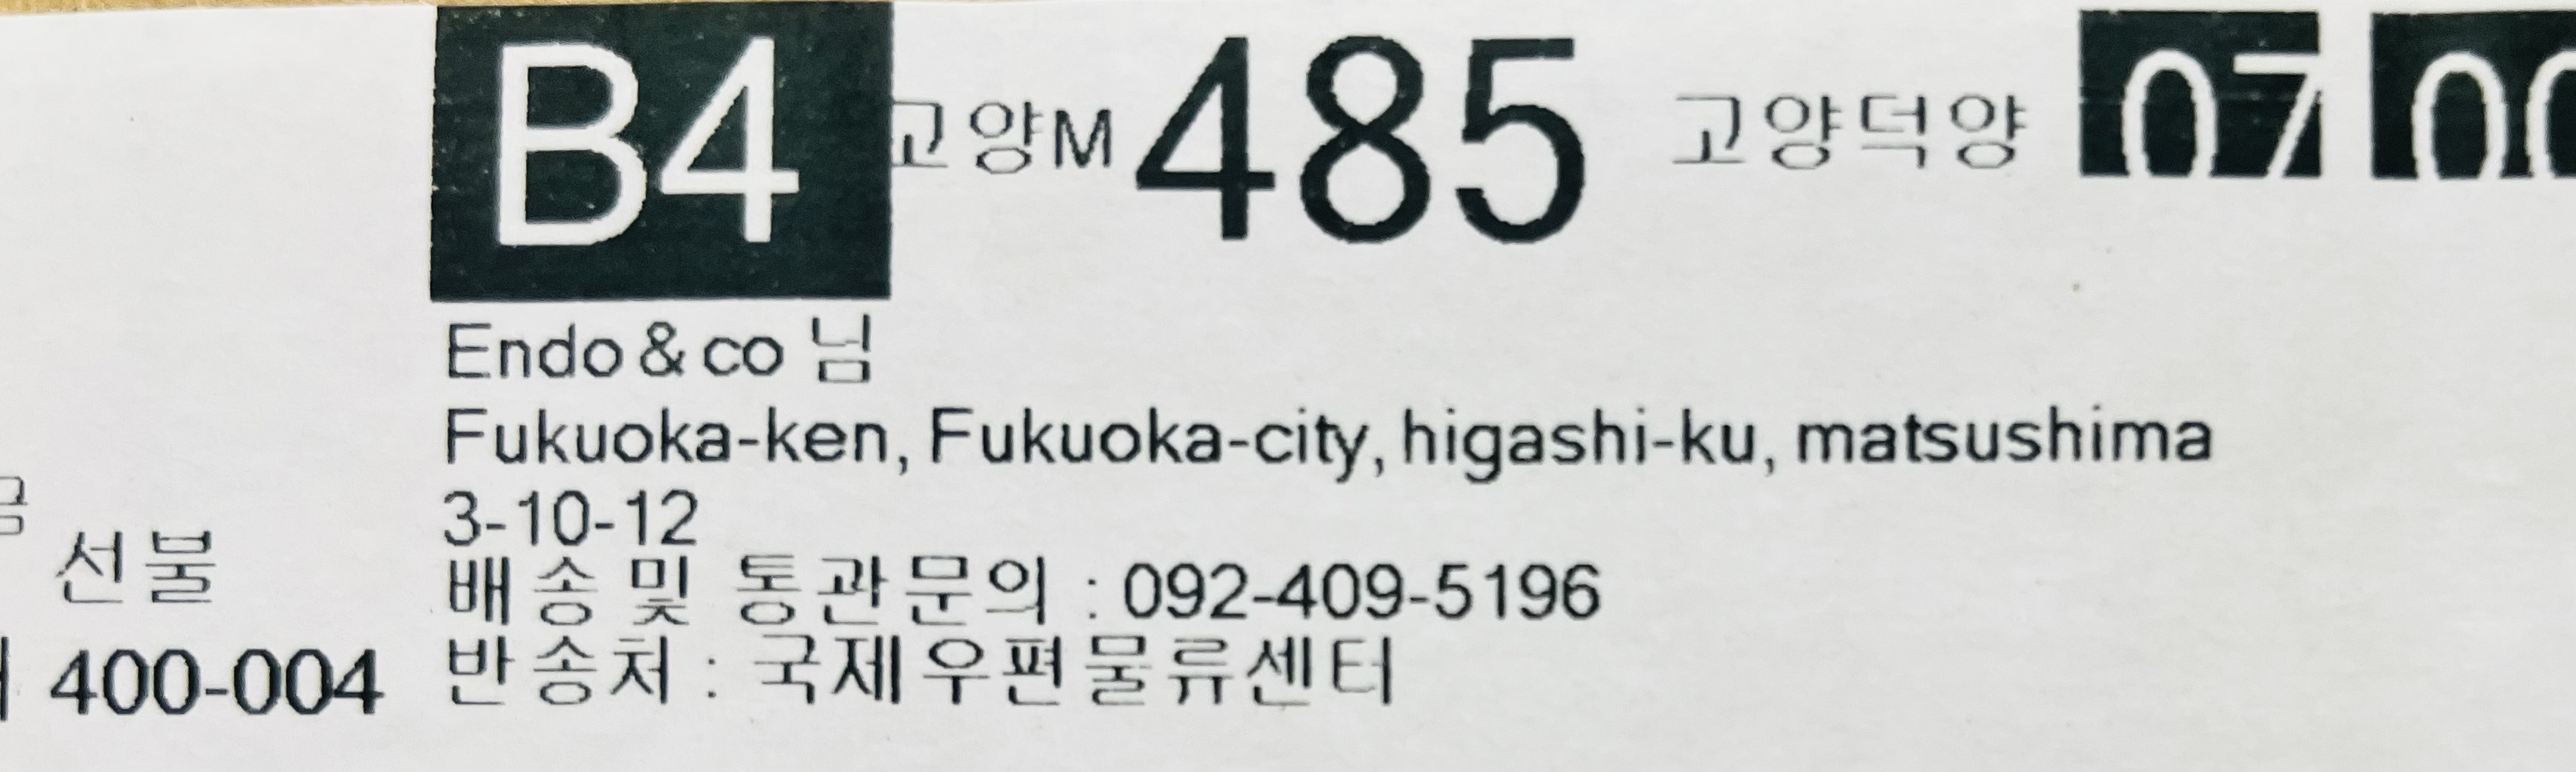 B4 고양M 485 고양덕양 07 00
Endo & co 님
Fukuoka-ken, Fukuoka-city, higashi-ku, matsushima
3-10-12
선불
배송 및 통관문의 : 092-409-5196
400-004
반송처 : 국제우편물류센터